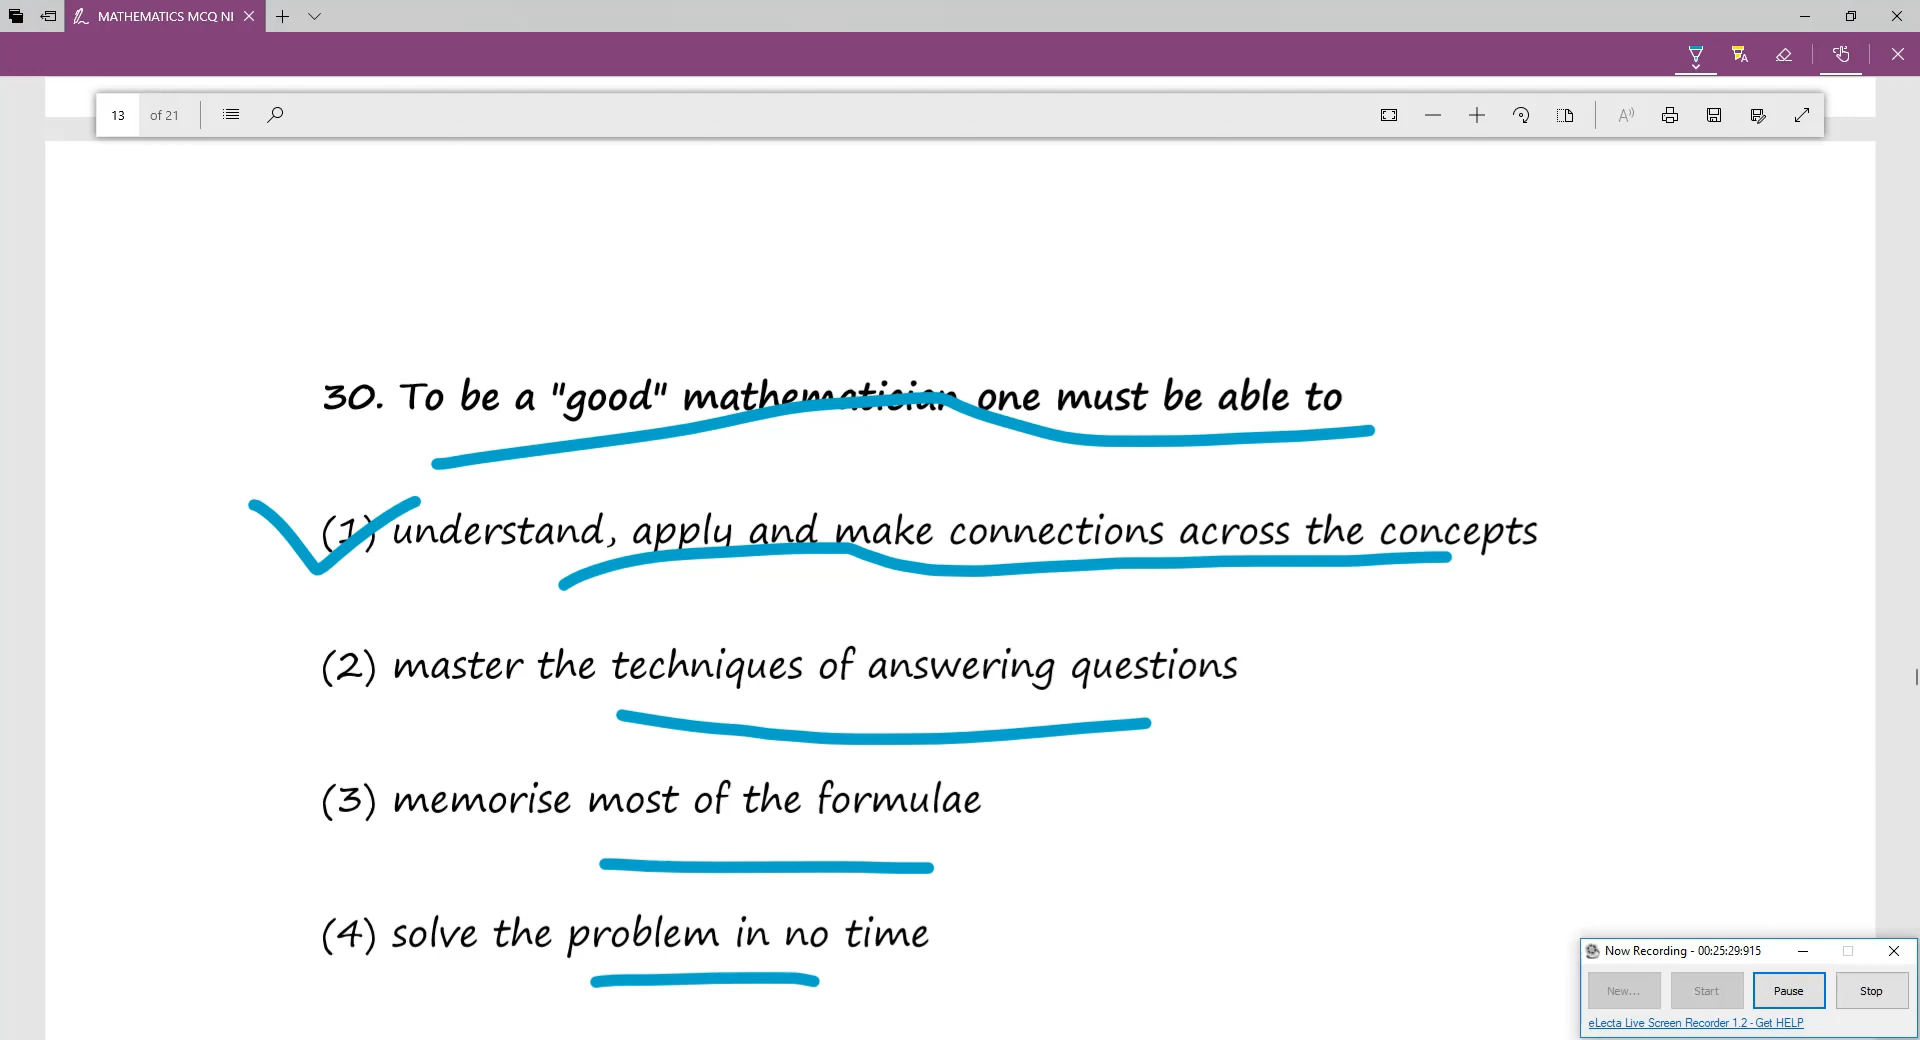 MATHEMATICS MCQ NI
13 of 21
30. To be a "good" mathematician one must be able to
(1) understand, apply and make connections across the concepts
(2) master the techniques of answering questions
(3) memorise most of the formulae
(4) solve the problem in no time
Now Recording - 00:25:29:915
New... Start Pause Stop
eLecta Live Screen Recorder 1.2 - Get HELP